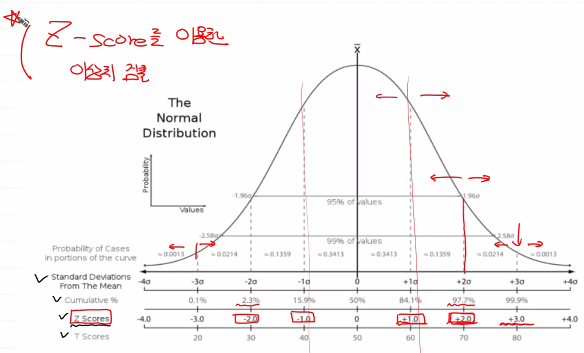 Z-score를 이용한
이상치 검출
X̄
The
Normal
Distribution
Probability
Values
-1.96σ
1.96σ
95% of values
-2.58σ
2.58σ
99% of values
Probability of Cases
in portions of the curve
≈0.0013 ≈0.0214 ≈0.1359 ≈0.3413 ≈0.3413 ≈0.1359 ≈0.0214 ≈0.0013
Standard Deviations
From The Mean
-4σ -3σ -2σ -1σ 0 +1σ +2σ +3σ +4σ
Cumulative % 0.1% 2.3% 15.9% 50% 84.1% 97.7% 99.9%
Z Scores -4.0 -3.0 -2.0 -1.0 0 +1.0 +2.0 +3.0 +4.0
T Scores 20 30 40 50 60 70 80